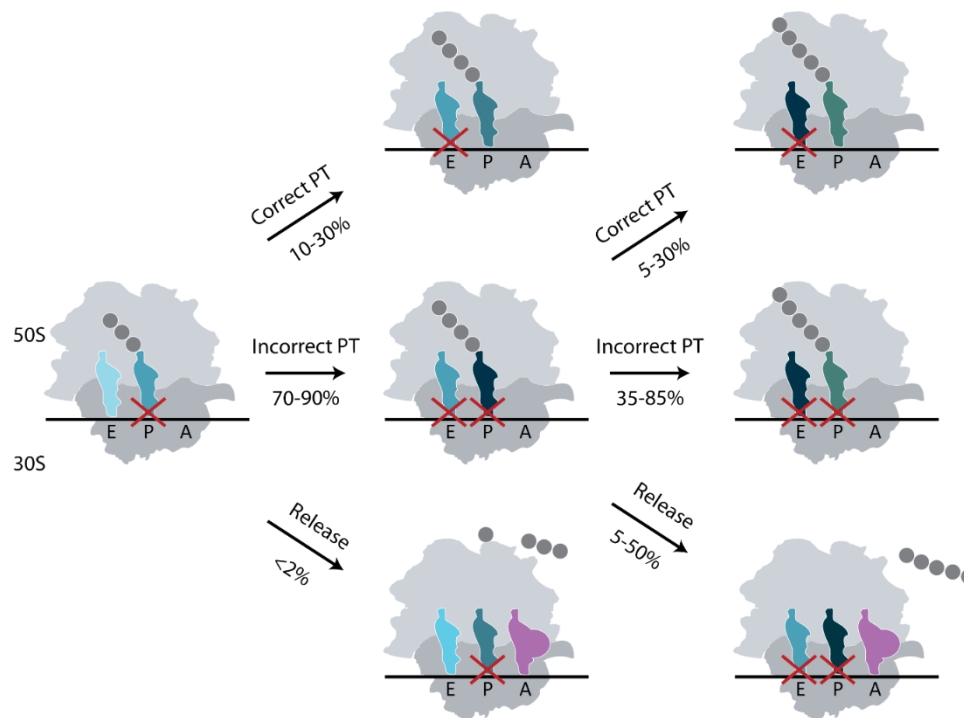 E P A
E P A
Correct PT
10-30%
Correct PT
5-30%
50S
30S
E P A
Incorrect PT
70-90%
E P A
Incorrect PT
35-85%
E P A
Release
<2%
Release
5-50%
E P A
E P A